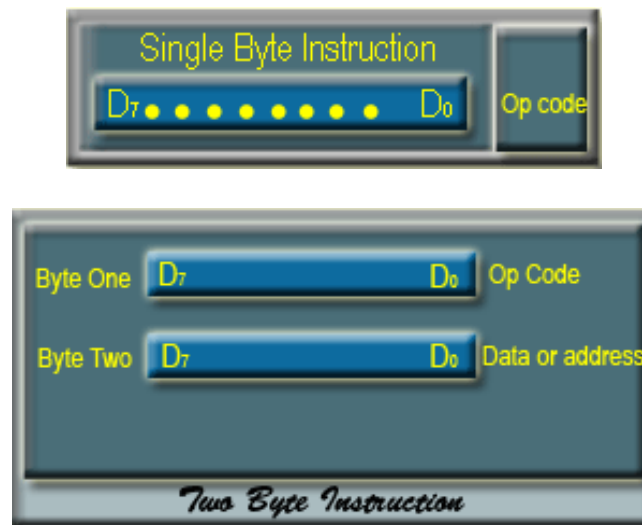 Single Byte Instruction
D7 ........ D0 Op code
Byte One D7 D0 Op Code
Byte Two D7 D0 Data or address
Two Byte Instruction